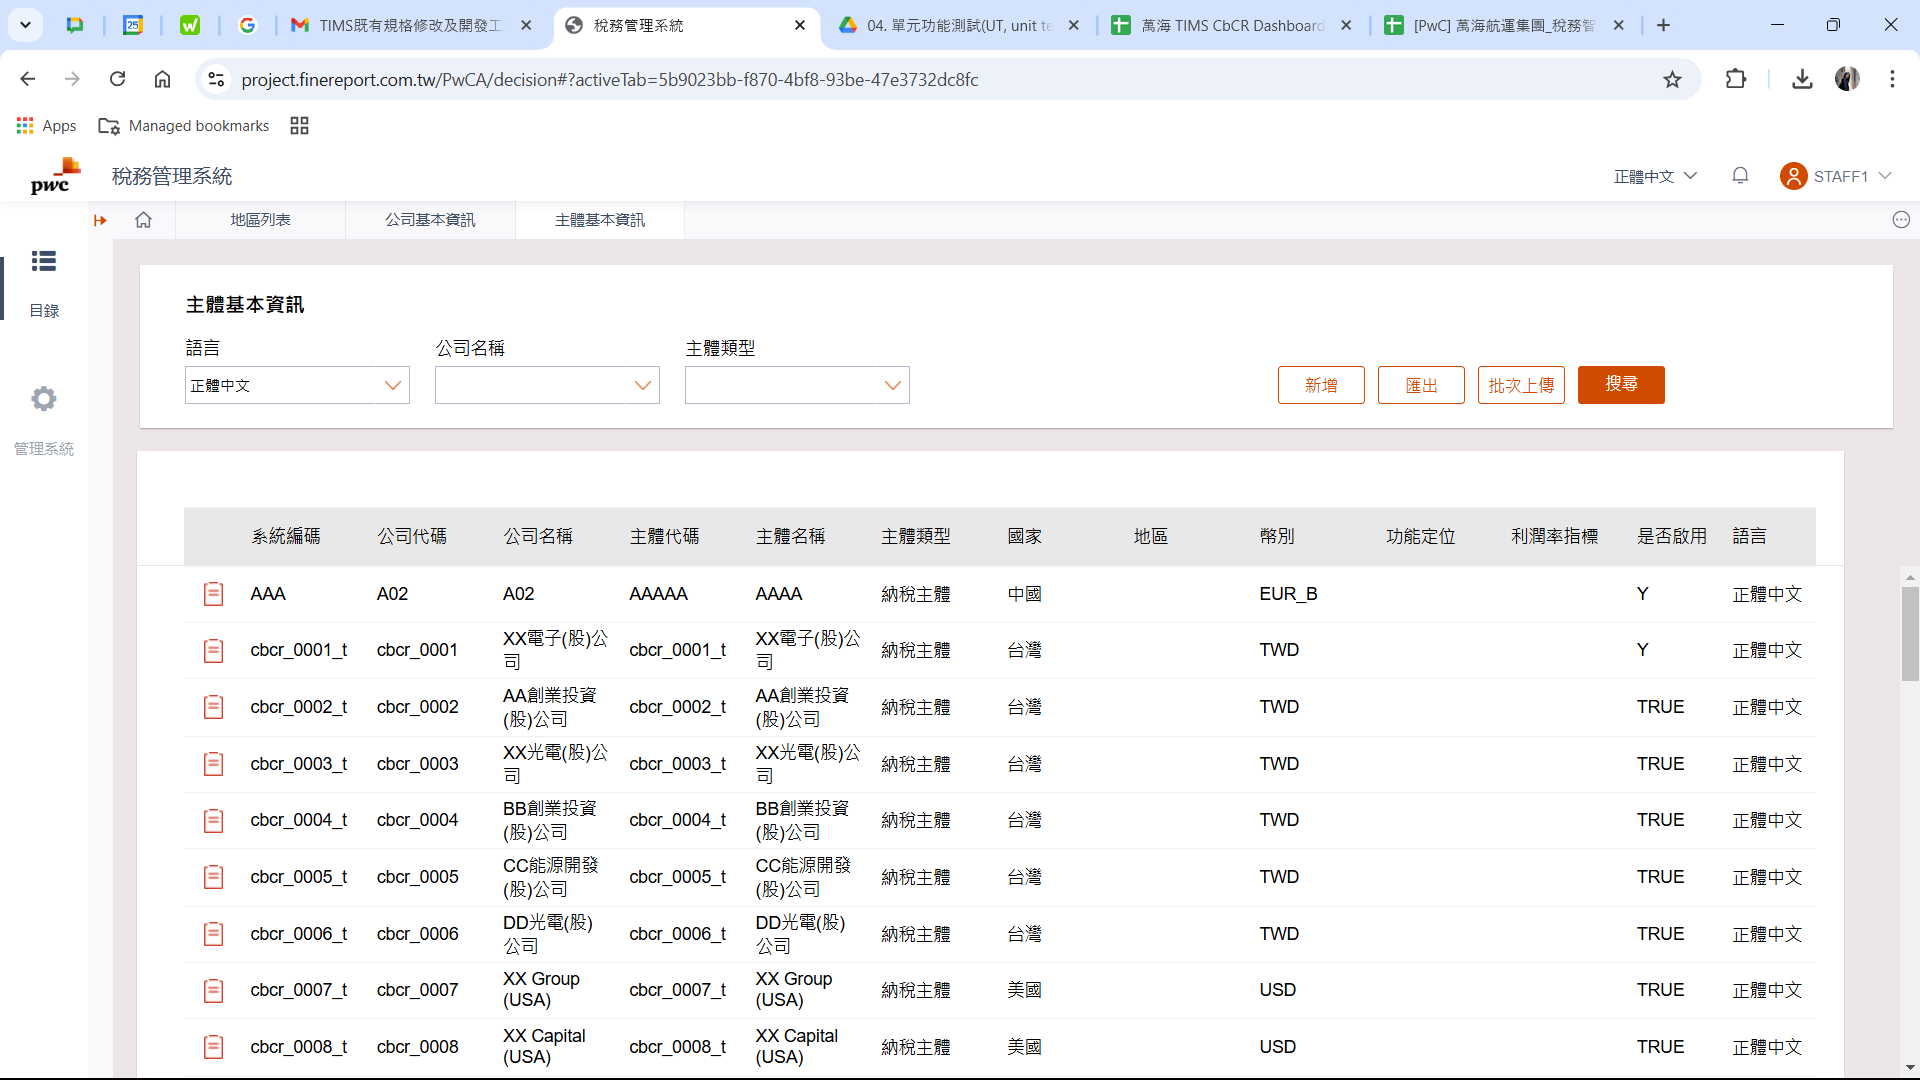 TIMS既有規格修改及開發工
稅務管理系統
04. 單元功能測試(UT, unit te
萬海 TIMS CbCR Dashboard
[PwC] 萬海航運集團_稅務智
project.finereport.com.tw/PwCA/decision#?activeTab=5b9023bb-f870-4bf8-93be-47e3732dc8fc
Apps
Managed bookmarks
pwc
稅務管理系統
正體中文
STAFF1
地區列表
公司基本資訊
主體基本資訊
目錄
管理系統
主體基本資訊
語言
公司名稱
主體類型
正體中文
新增
匯出
批次上傳
搜尋
系統編碼 公司代碼 公司名稱 主體代碼 主體名稱 主體類型 國家 地區 幣別 功能定位 利潤率指標 是否啟用 語言
AAA A02 A02 AAAAA AAAA 納稅主體 中國 EUR_B Y 正體中文
cbcr_0001_t cbcr_0001 XX電子(股)公司 cbcr_0001_t XX電子(股)公司 納稅主體 台灣 TWD Y 正體中文
cbcr_0002_t cbcr_0002 AA創業投資(股)公司 cbcr_0002_t AA創業投資(股)公司 納稅主體 台灣 TWD TRUE 正體中文
cbcr_0003_t cbcr_0003 XX光電(股)公司 cbcr_0003_t XX光電(股)公司 納稅主體 台灣 TWD TRUE 正體中文
cbcr_0004_t cbcr_0004 BB創業投資(股)公司 cbcr_0004_t BB創業投資(股)公司 納稅主體 台灣 TWD TRUE 正體中文
cbcr_0005_t cbcr_0005 CC能源開發(股)公司 cbcr_0005_t CC能源開發(股)公司 納稅主體 台灣 TWD TRUE 正體中文
cbcr_0006_t cbcr_0006 DD光電(股)公司 cbcr_0006_t DD光電(股)公司 納稅主體 台灣 TWD TRUE 正體中文
cbcr_0007_t cbcr_0007 XX Group (USA) cbcr_0007_t XX Group (USA) 納稅主體 美國 USD TRUE 正體中文
cbcr_0008_t cbcr_0008 XX Capital (USA) cbcr_0008_t XX Capital (USA) 納稅主體 美國 USD TRUE 正體中文